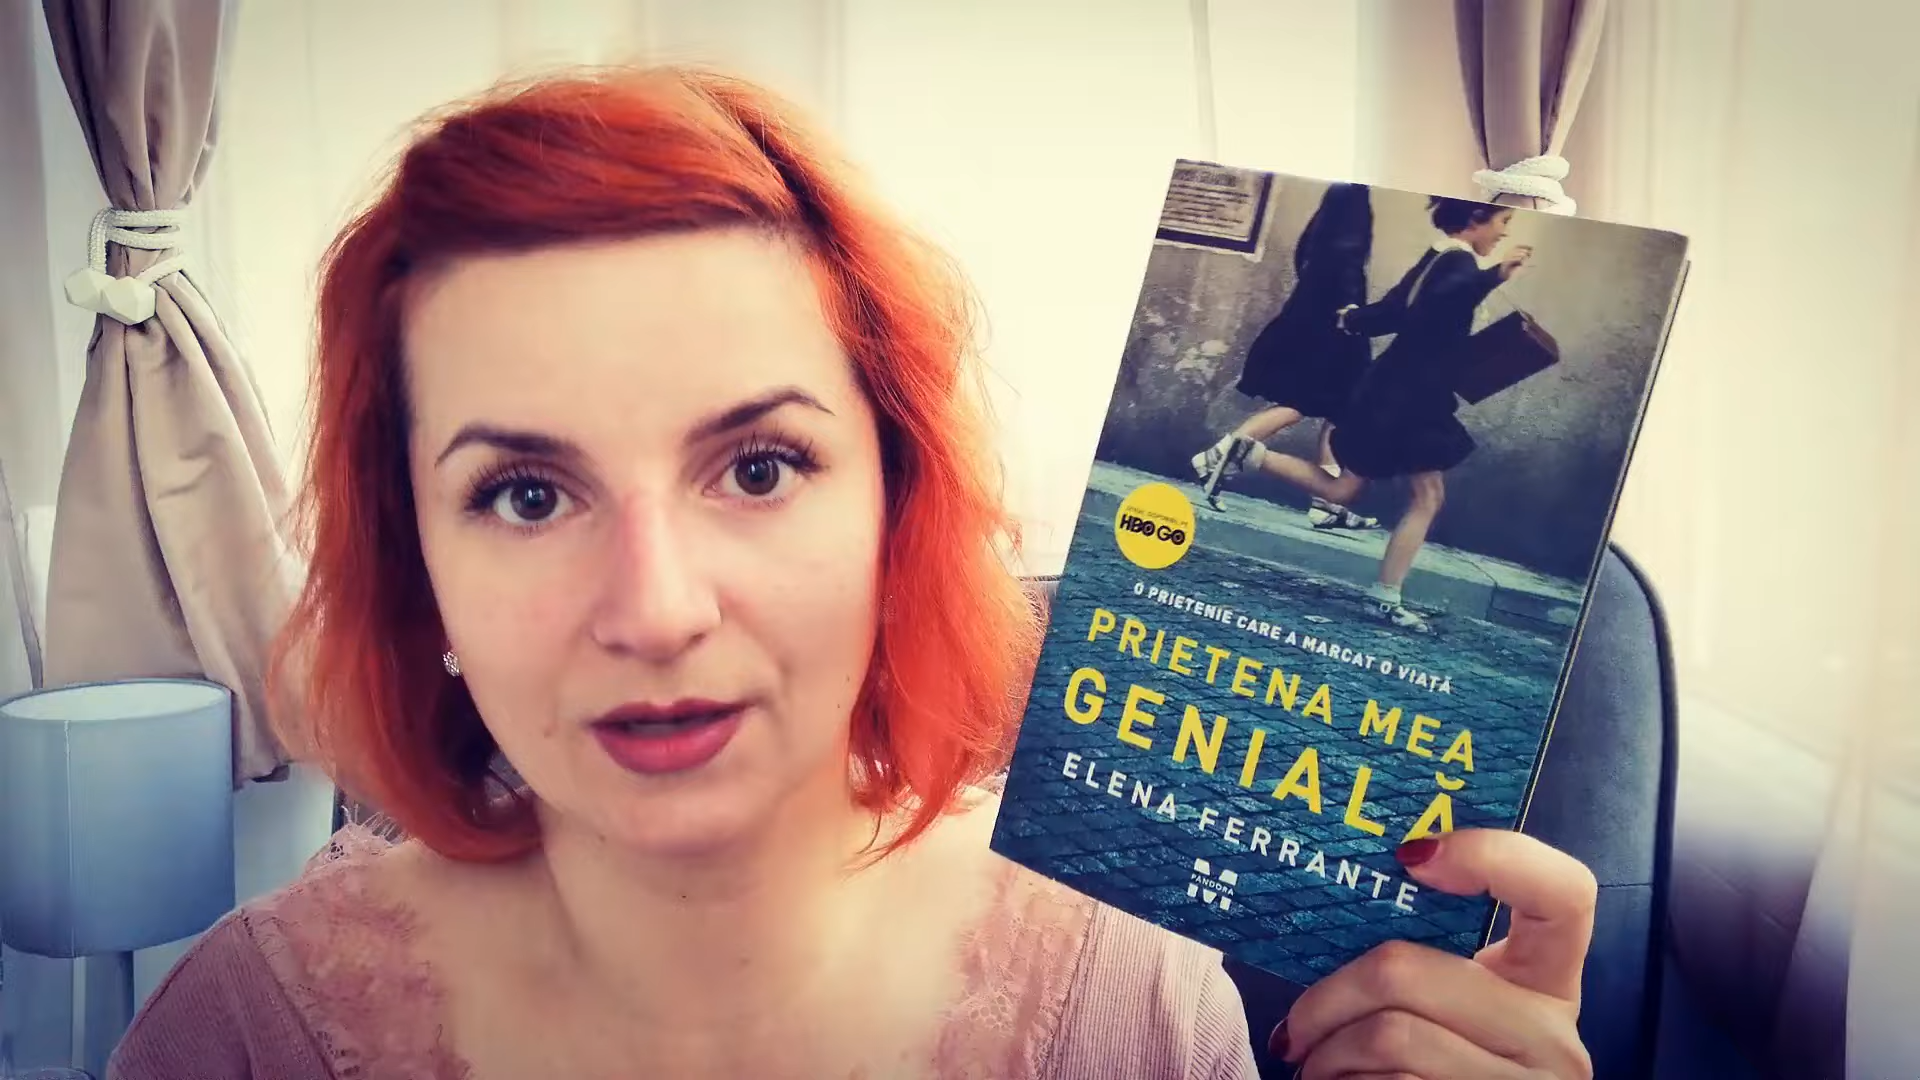 HBO GO
O PRIETENIE CARE A MARCAT O VIAȚĂ
PRIETENA MEA
GENIALĂ
ELENA FERRANTE
PANDORA
M